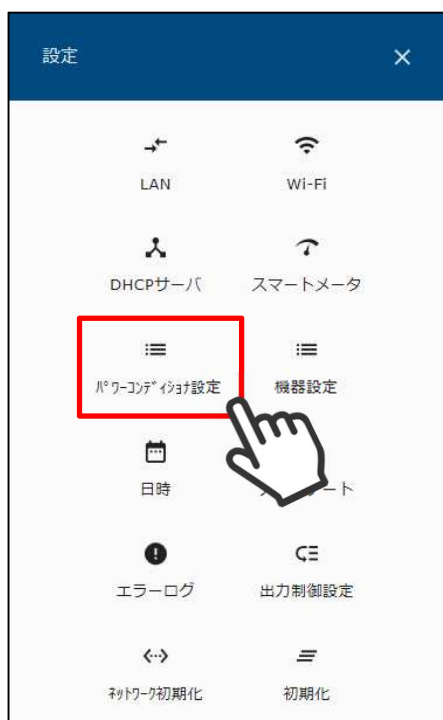 設定
LAN
Wi-Fi
DHCPサーバ
スマートメータ
ﾊﾟﾜｰｺﾝﾃﾞｨｼｮﾅ設定
機器設定
日時
エラーログ
出力制御設定
ﾈｯﾄﾜｰｸ初期化
初期化